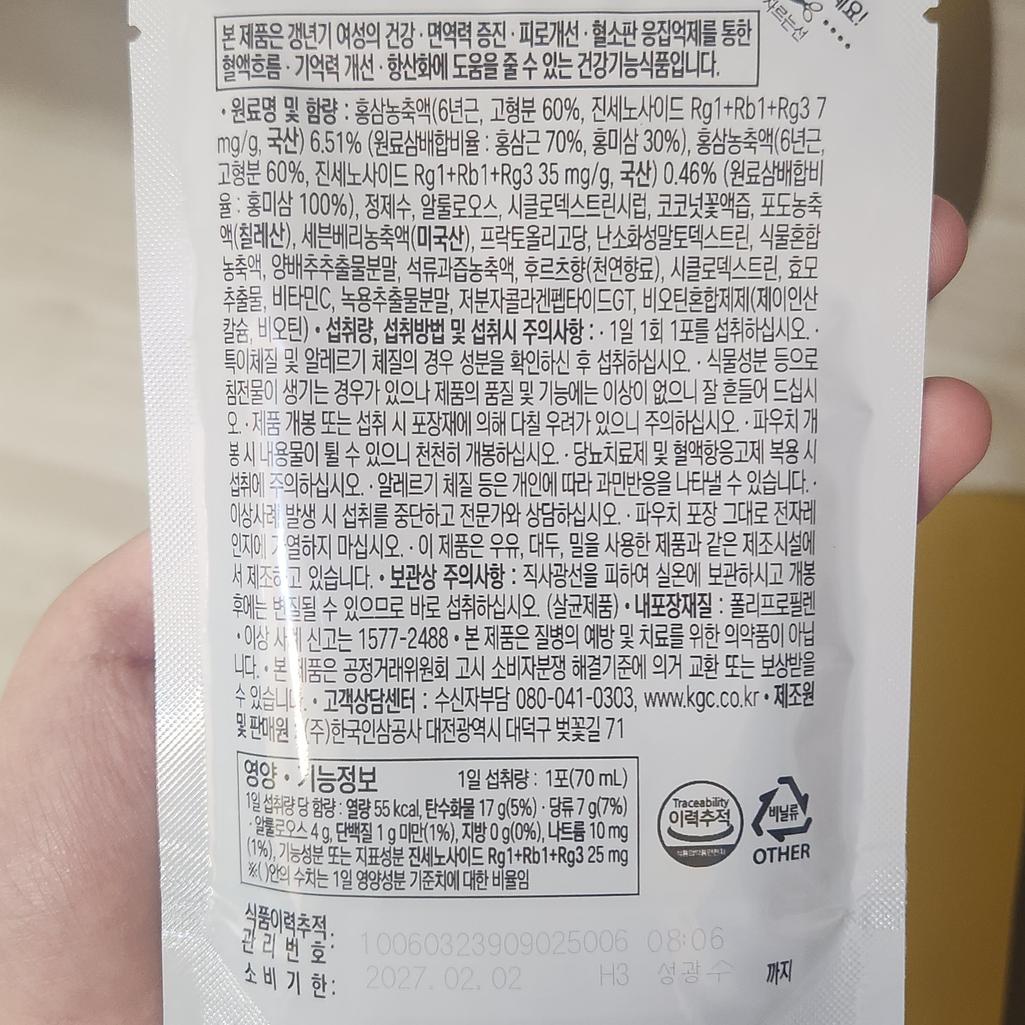 자르는선
세요!
본 제품은 갱년기 여성의 건강 · 면역력 증진 · 피로개선 · 혈소판 응집억제를 통한
혈액흐름 · 기억력 개선 · 항산화에 도움을 줄 수 있는 건강기능식품입니다.
• 원료명 및 함량 : 홍삼농축액(6년근, 고형분 60%, 진세노사이드 Rg1+Rb1+Rg3 7
mg/g, 국산) 6.51% (원료삼배합비율 : 홍삼근 70%, 홍미삼 30%), 홍삼농축액(6년근,
고형분 60%, 진세노사이드 Rg1+Rb1+Rg3 35 mg/g, 국산) 0.46% (원료삼배합비
율 : 홍미삼 100%), 정제수, 알룰로오스, 시클로덱스트린시럽, 코코넛꽃액즙, 포도농축
액(칠레산), 세븐베리농축액(미국산), 프락토올리고당, 난소화성말토덱스트린, 식물혼합
농축액, 양배추추출물분말, 석류과즙농축액, 후르츠향(천연향료), 시클로덱스트린, 효모
추출물, 비타민C, 녹용추출물분말, 저분자콜라겐펩타이드GT, 비오틴혼합제제(제이인산
칼슘, 비오틴) • 섭취량, 섭취방법 및 섭취시 주의사항 : · 1일 1회 1포를 섭취하십시오. ·
특이체질 및 알레르기 체질의 경우 성분을 확인하신 후 섭취하십시오. · 식물성분 등으로
침전물이 생기는 경우가 있으나 제품의 품질 및 기능에는 이상이 없으니 잘 흔들어 드십시
오. · 제품 개봉 또는 섭취 시 포장재에 의해 다칠 우려가 있으니 주의하십시오. · 파우치 개
봉 시 내용물이 튈 수 있으니 천천히 개봉하십시오. · 당뇨치료제 및 혈액항응고제 복용 시
섭취에 주의하십시오. · 알레르기 체질 등은 개인에 따라 과민반응을 나타낼 수 있습니다. ·
이상사례 발생 시 섭취를 중단하고 전문가와 상담하십시오. · 파우치 포장 그대로 전자레
인지에 가열하지 마십시오. · 이 제품은 우유, 대두, 밀을 사용한 제품과 같은 제조시설에
서 제조하고 있습니다. • 보관상 주의사항 : 직사광선을 피하여 실온에 보관하시고 개봉
후에는 변질될 수 있으므로 바로 섭취하십시오. (살균제품) • 내포장재질 : 폴리프로필렌
• 이상 사례 신고는 1577-2488 • 본 제품은 질병의 예방 및 치료를 위한 의약품이 아닙
니다. • 본 제품은 공정거래위원회 고시 소비자분쟁 해결기준에 의거 교환 또는 보상받을
수 있습니다. • 고객상담센터 : 수신자부담 080-041-0303, www.kgc.co.kr • 제조원
및 판매원 : (주)한국인삼공사 대전광역시 대덕구 벚꽃길 71
영양 · 기능정보 1일 섭취량 : 1포(70 mL)
1일 섭취량 당 함량 : 열량 55 kcal, 탄수화물 17 g(5%) · 당류 7 g(7%)
· 알룰로오스 4 g, 단백질 1 g 미만(1%), 지방 0 g(0%), 나트륨 10 mg
(1%), 기능성분 또는 지표성분 진세노사이드 Rg1+Rb1+Rg3 25 mg
※( )안의 수치는 1일 영양성분 기준치에 대한 비율임
Traceability
이력추적
식품의약품안전처
비닐류
OTHER
식품이력추적
관리번호 : 10060323909025006 08:06
소비기한 : 2027.02.02 H3 성광수 까지